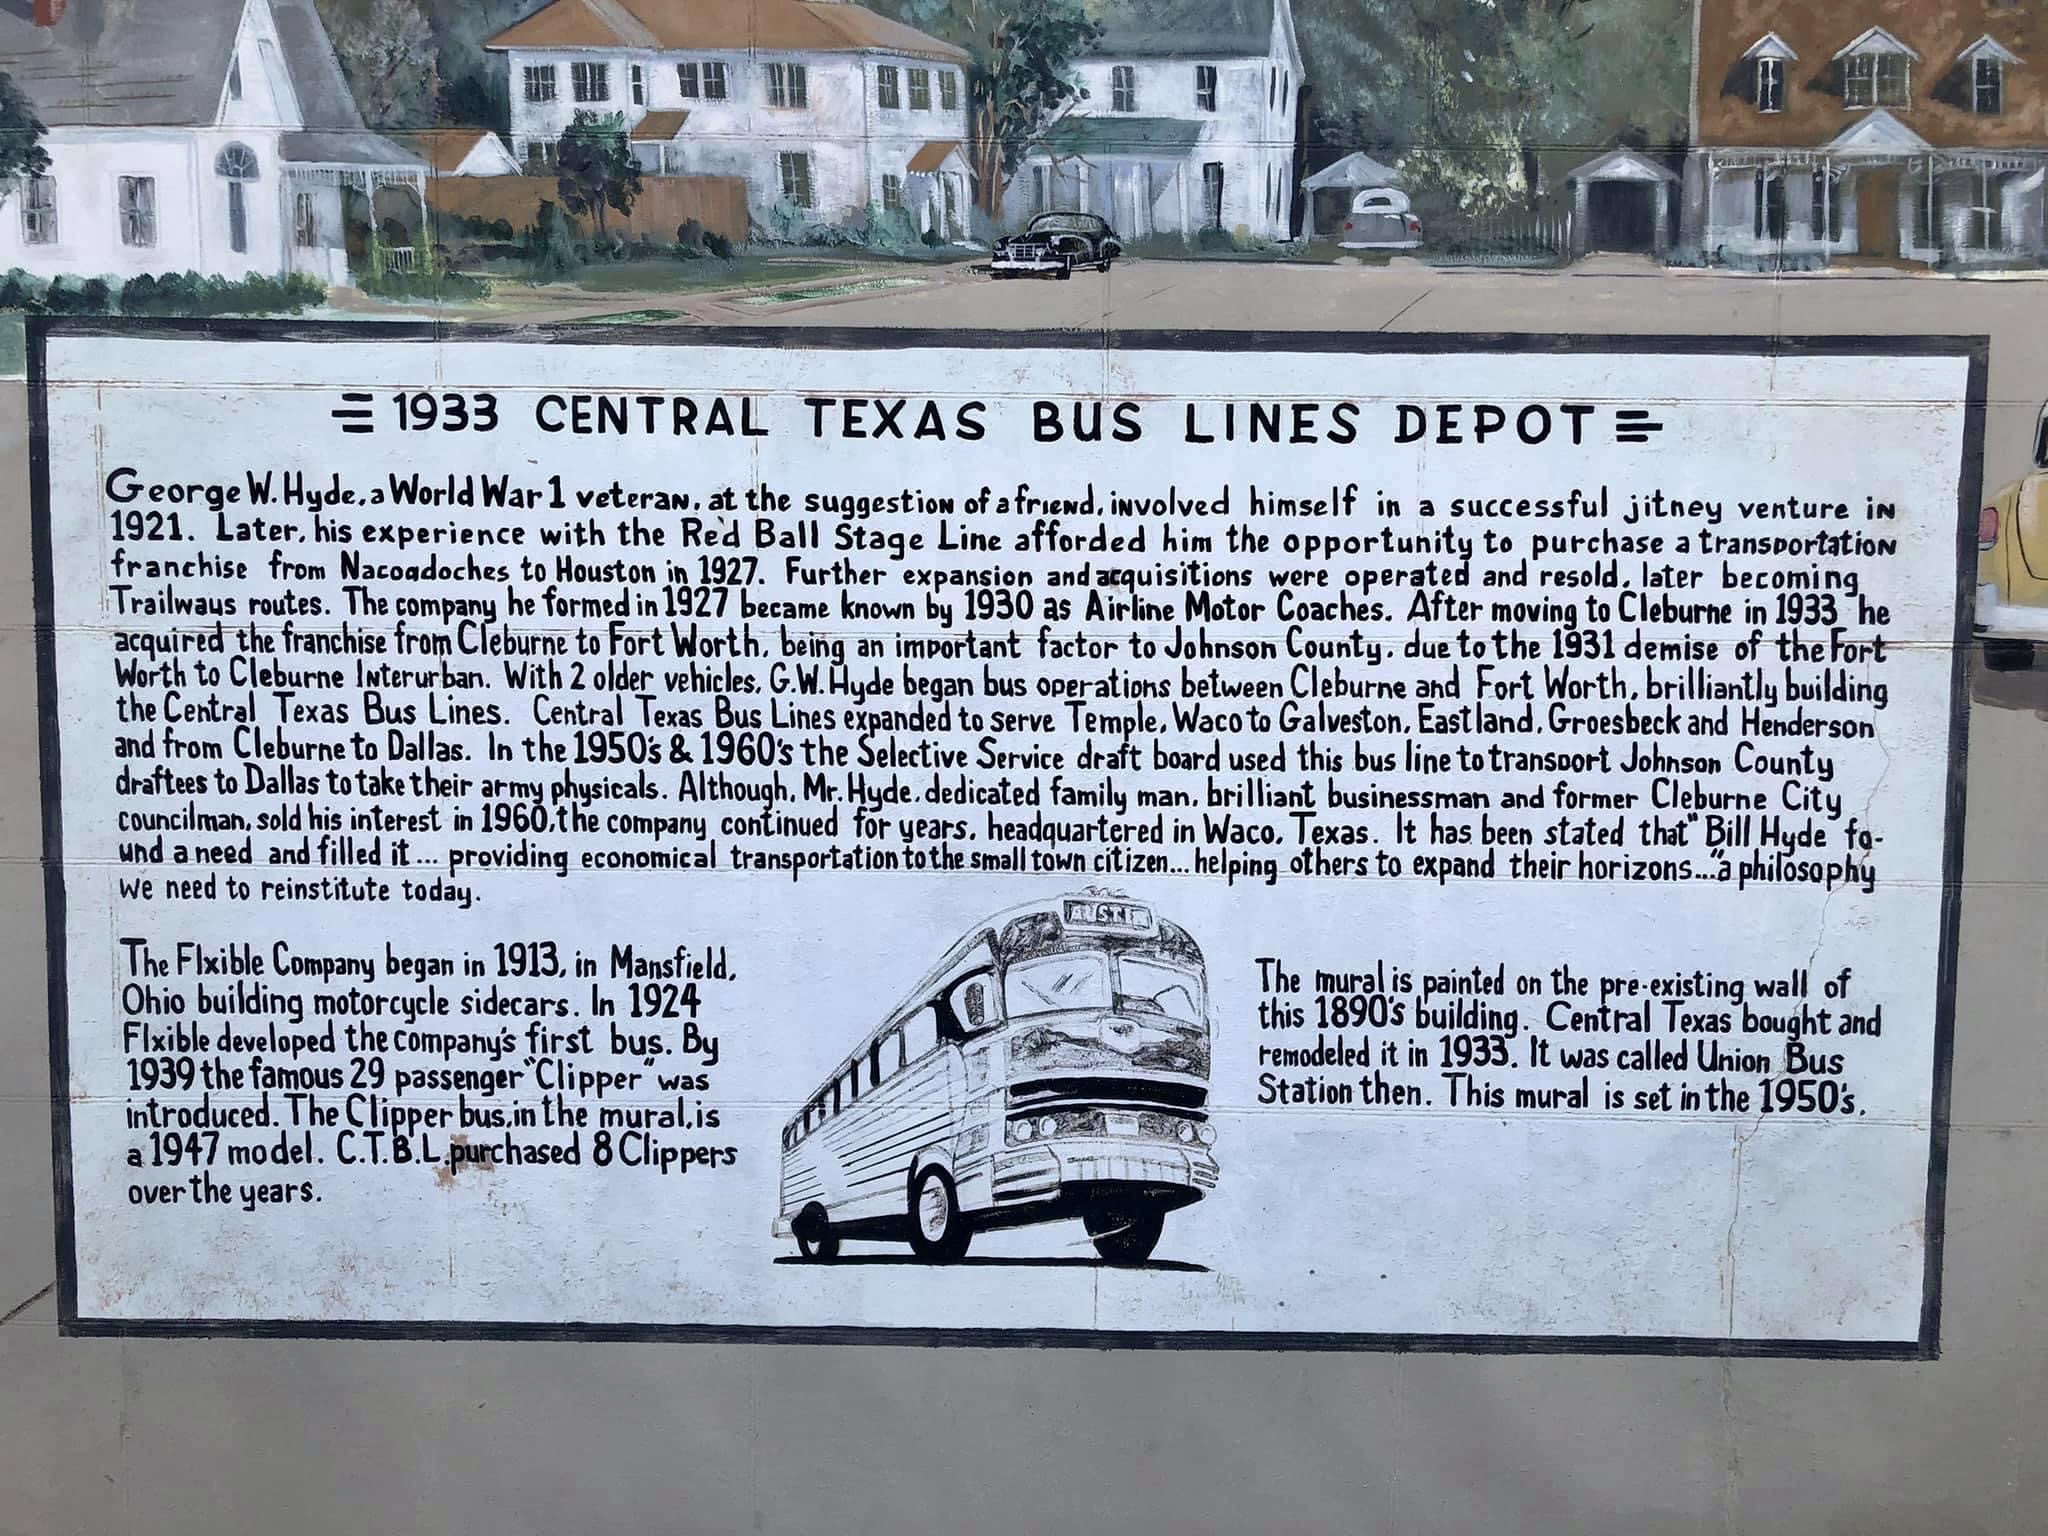 1933 CENTRAL TEXAS BUS LINES DEPOT
George W. Hyde, a World War 1 veteran, at the suggestion of a friend, involved himself in a successful jitney venture in
1921. Later, his experience with the Red Ball Stage Line afforded him the opportunity to purchase a transportation
franchise from Nacogdoches to Houston in 1927. Further expansion and acquisitions were operated and resold, later becoming
Trailways routes. The company he formed in 1927 became known by 1930 as Airline Motor Coaches. After moving to Cleburne in 1933 he
acquired the franchise from Cleburne to Fort Worth, being an important factor to Johnson County, due to the 1931 demise of the Fort
Worth to Cleburne Interurban. With 2 older vehicles, G.W. Hyde began bus operations between Cleburne and Fort Worth, brilliantly building
the Central Texas Bus Lines. Central Texas Bus Lines expanded to serve Temple, Waco to Galveston, Eastland, Groesbeck and Henderson
and from Cleburne to Dallas. In the 1950's & 1960's the Selective Service draft board used this bus line to transport Johnson County
draftees to Dallas to take their army physicals. Although, Mr. Hyde, dedicated family man, brilliant businessman and former Cleburne City
councilman, sold his interest in 1960, the company continued for years, headquartered in Waco, Texas. It has been stated that "Bill Hyde fo-
und a need and filled it... providing economical transportation to the small town citizen... helping others to expand their horizons..." a philosophy
we need to reinstitute today.
The Flxible Company began in 1913, in Mansfield,
Ohio building motorcycle sidecars. In 1924
Flxible developed the company's first bus. By
1939 the famous 29 passenger "Clipper" was
introduced. The Clipper bus, in the mural, is
a 1947 model. C.T.B.L. purchased 8 Clippers
over the years.
AUSTIN
The mural is painted on the pre-existing wall of
this 1890's building. Central Texas bought and
remodeled it in 1933. It was called Union Bus
Station then. This mural is set in the 1950's.